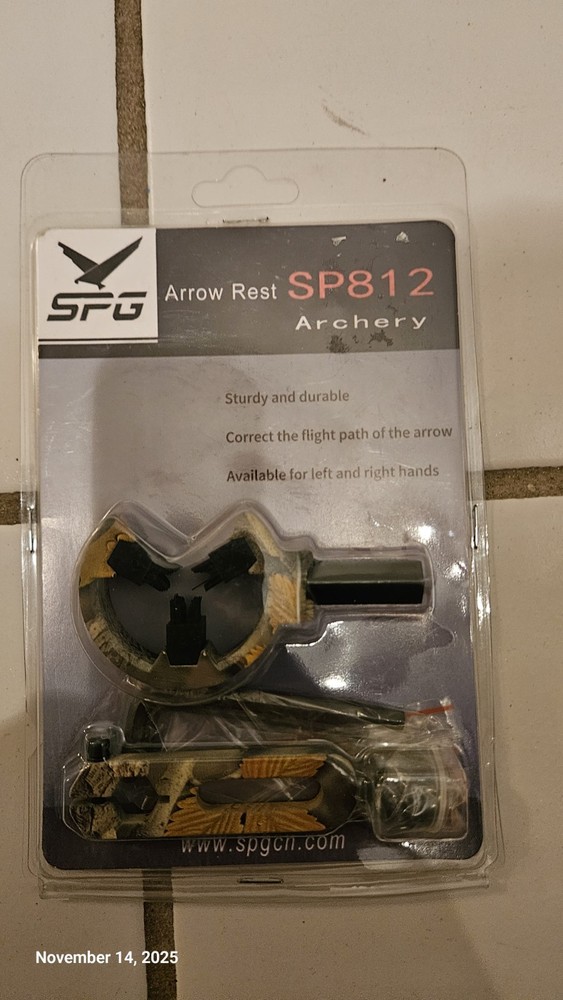 SPG
Arrow Rest SP812
Archery
Sturdy and durable
Correct the flight path of the arrow
Available for left and right hands
www.spgcn.com
November 14, 2025